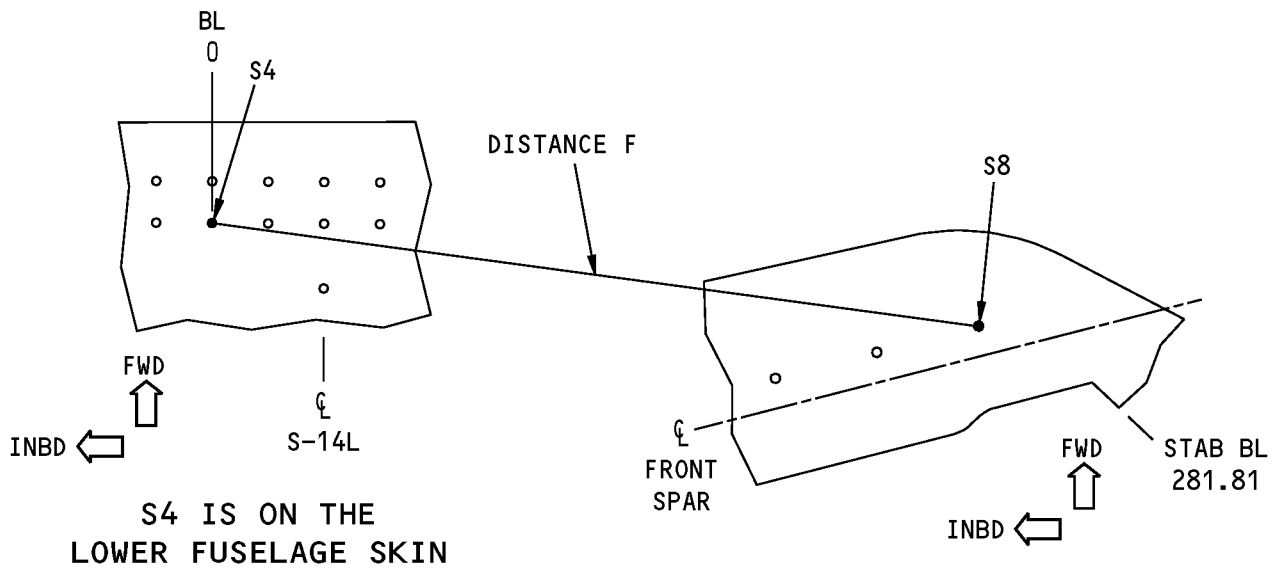 BL
0
S4
DISTANCE F
S8
FWD
INBD
℄
S-14L
℄
FRONT
SPAR
FWD
INBD
STAB BL
281.81
S4 IS ON THE
LOWER FUSELAGE SKIN